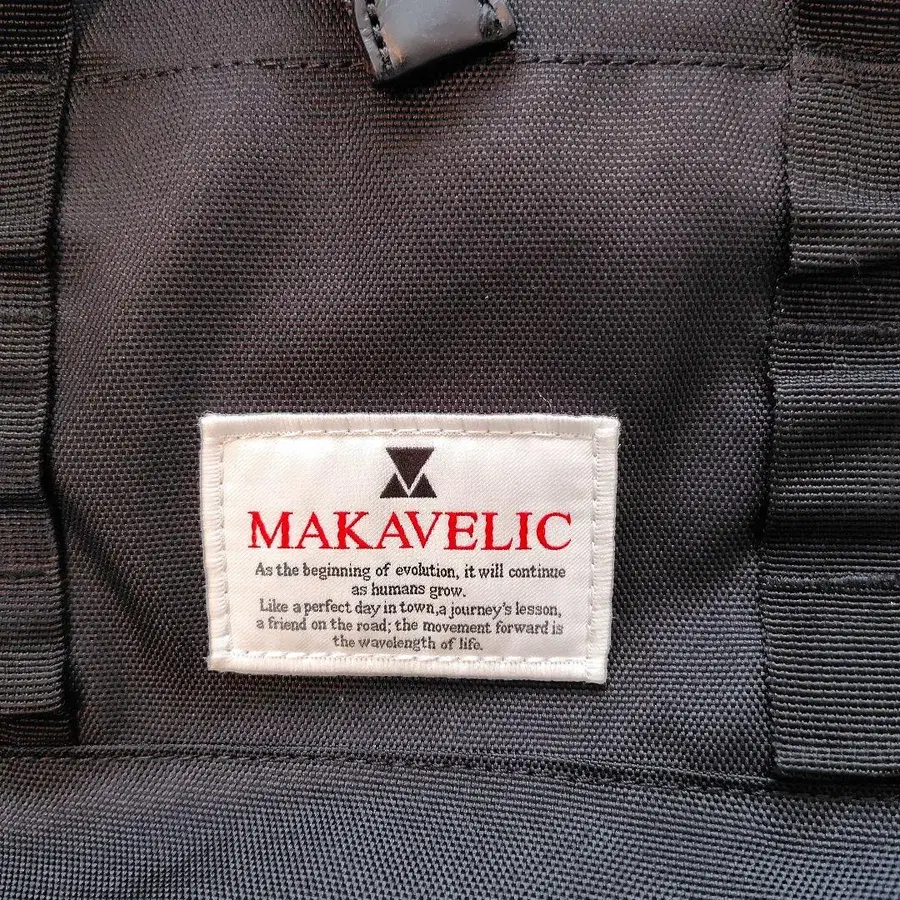 MAKAVELIC
As the beginning of evolution, it will continue
as humans grow.
Like a perfect day in town,a journey's lesson,
a friend on the road; the movement forward is
the wavelength of life.